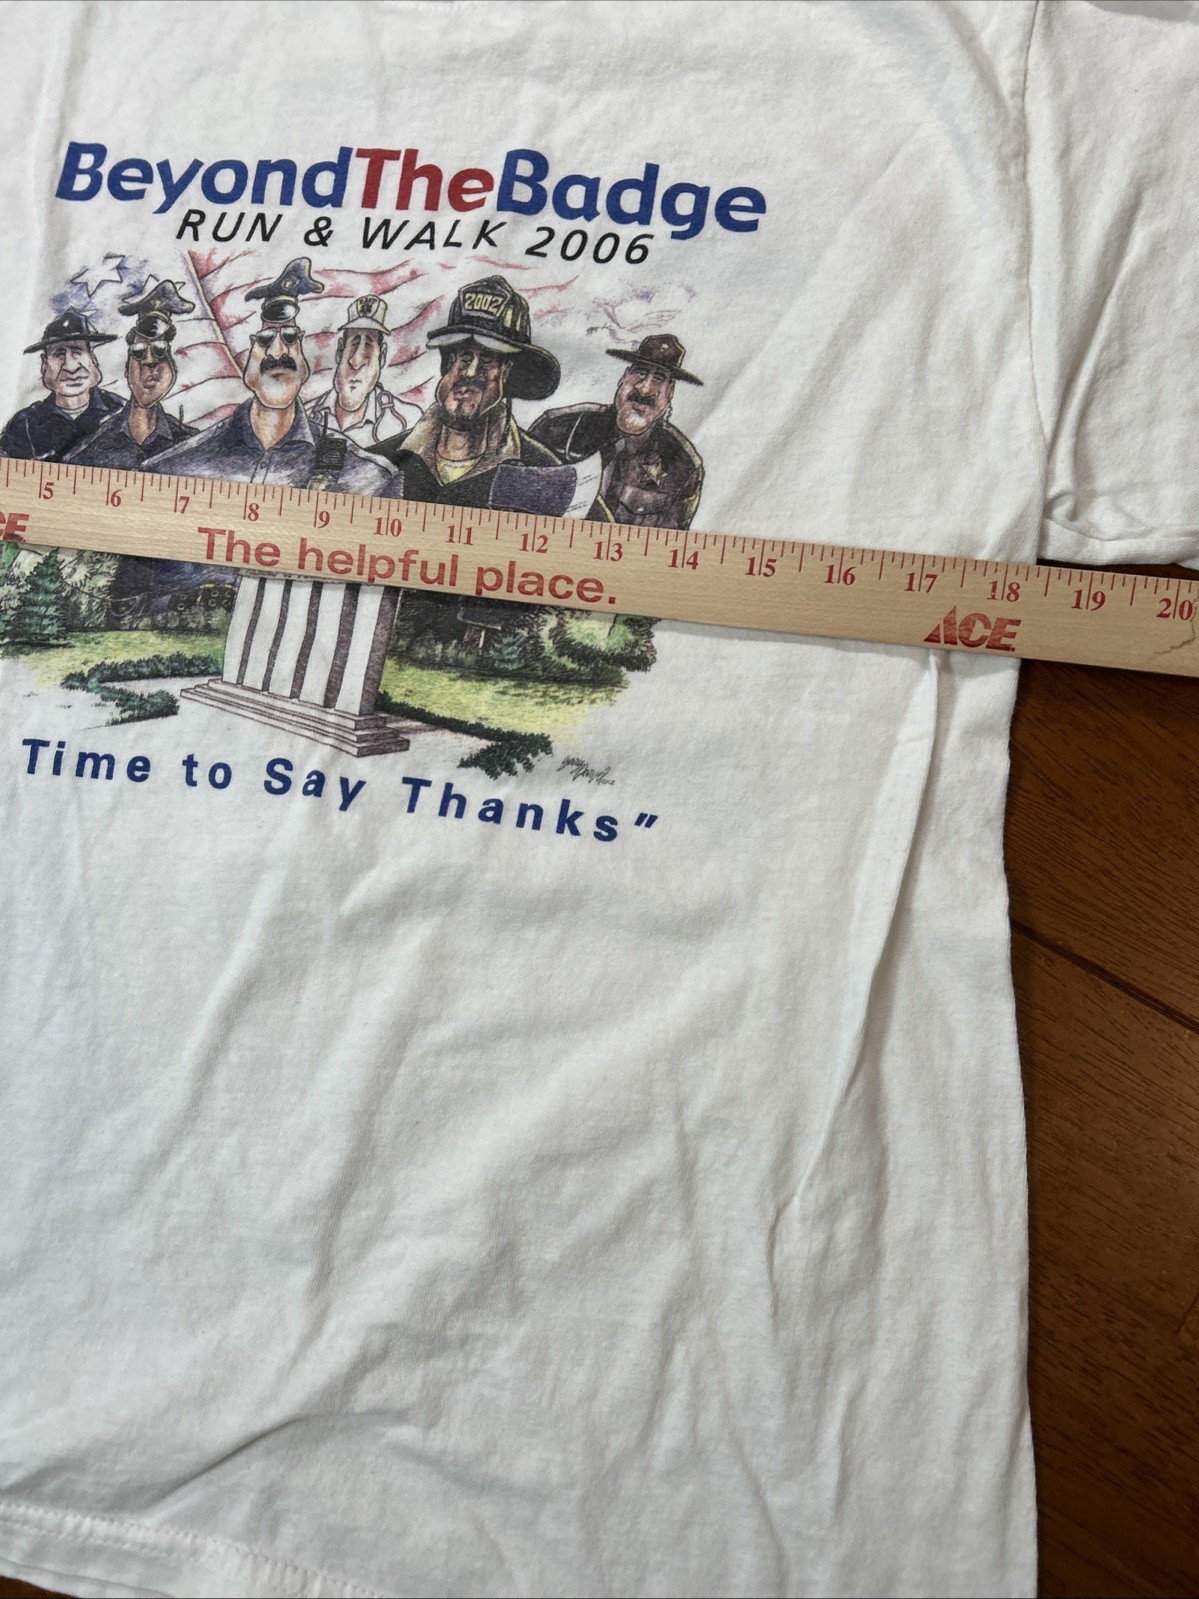 BeyondTheBadge
RUN & WALK 2006
2002
5 6 7 8 9 10 11 12 13 14 15 16 17 18 19 20
CE
The helpful place.
ACE
Time to Say Thanks"